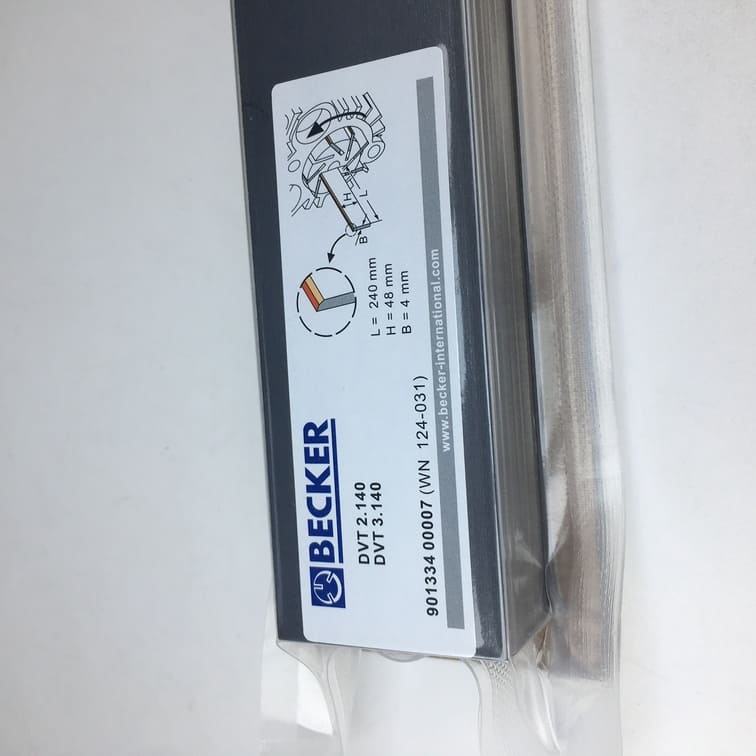 BECKER
DVT 2.140
DVT 3.140
901334 00007 (WN 124-031)
www.becker-international.com
H
L
B
L = 240 mm
H = 48 mm
B = 4 mm